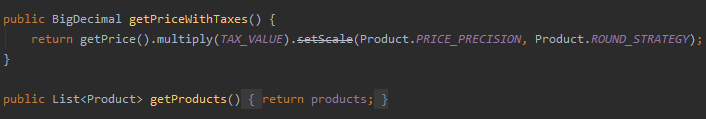 public BigDecimal getPriceWithTaxes() {
return getPrice().multiply(TAX_VALUE).setScale(Product.PRICE_PRECISION, Product.ROUND_STRATEGY);
}
public List<Product> getProducts() { return products; }